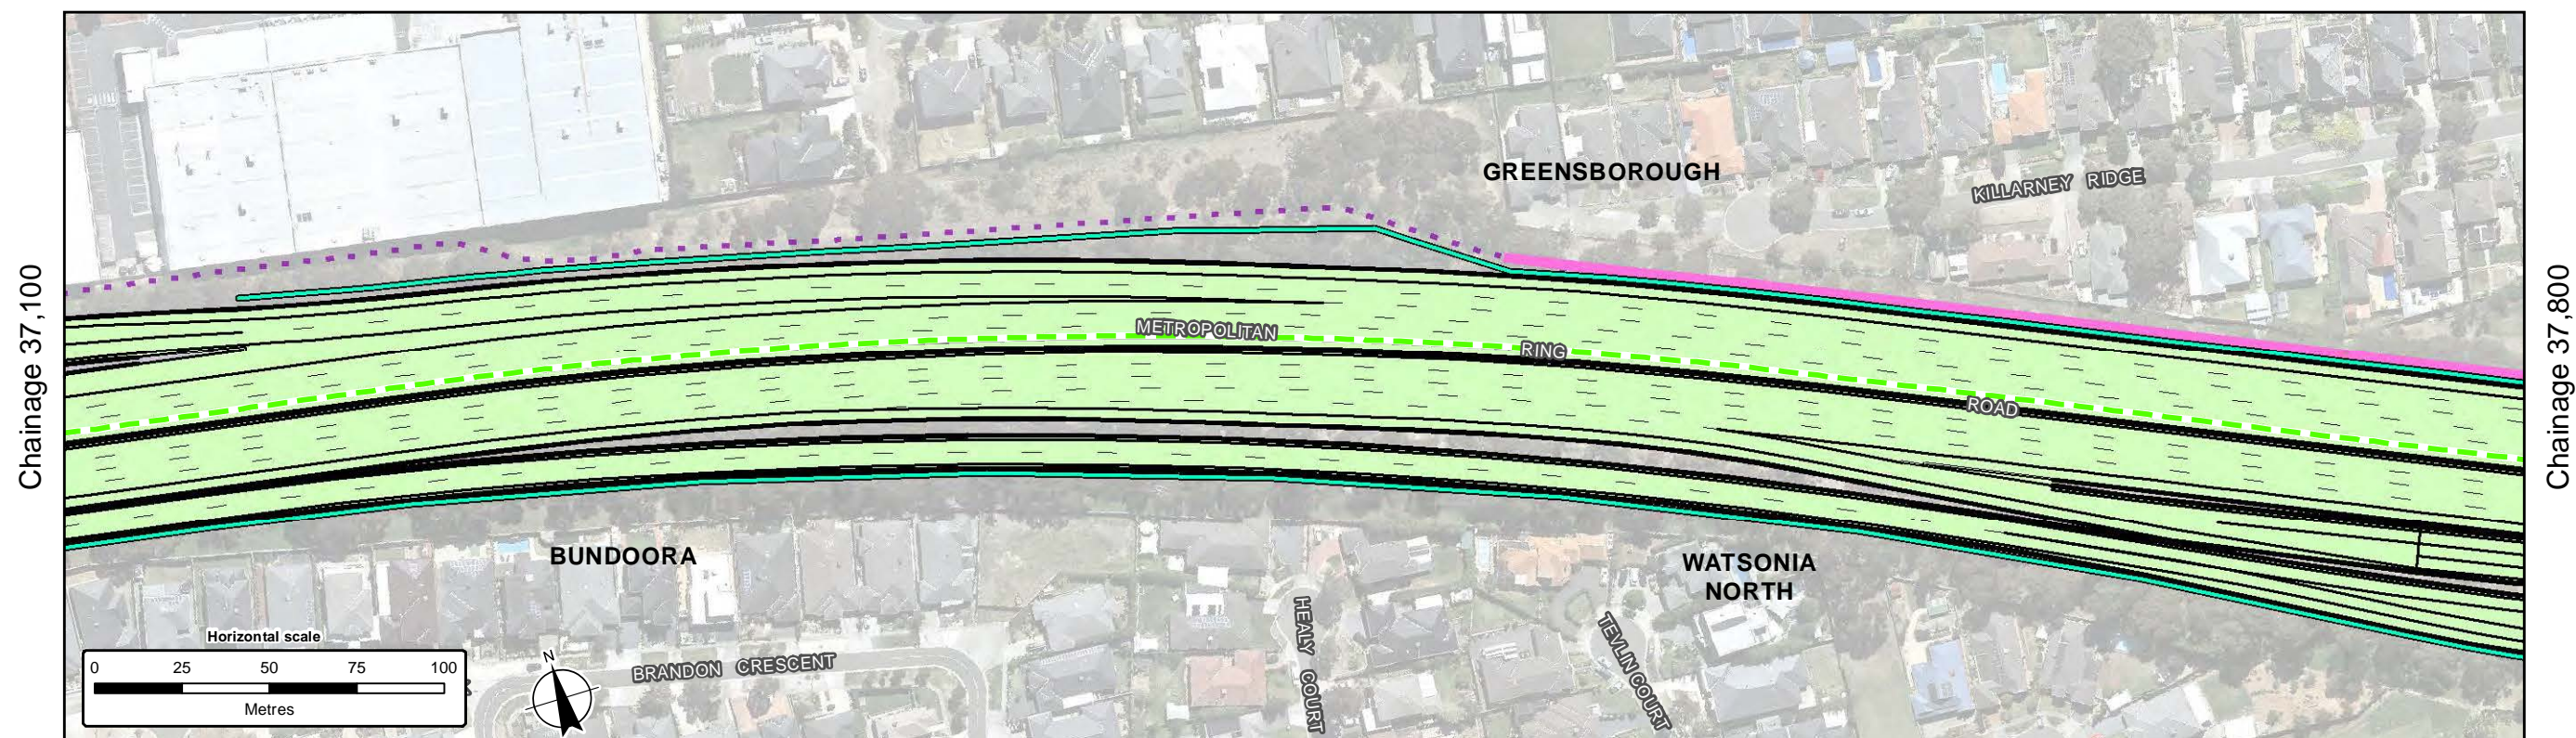 GREENSBOROUGH
KILLARNEY RIDGE
Chainage 37,100
Chainage 37,800
METROPOLITAN
RING
ROAD
BUNDOORA
WATSONIA
NORTH
HEALY COURT
TEVLIN COURT
BRANDON CRESCENT
Horizontal scale
0 25 50 75 100
Metres
N